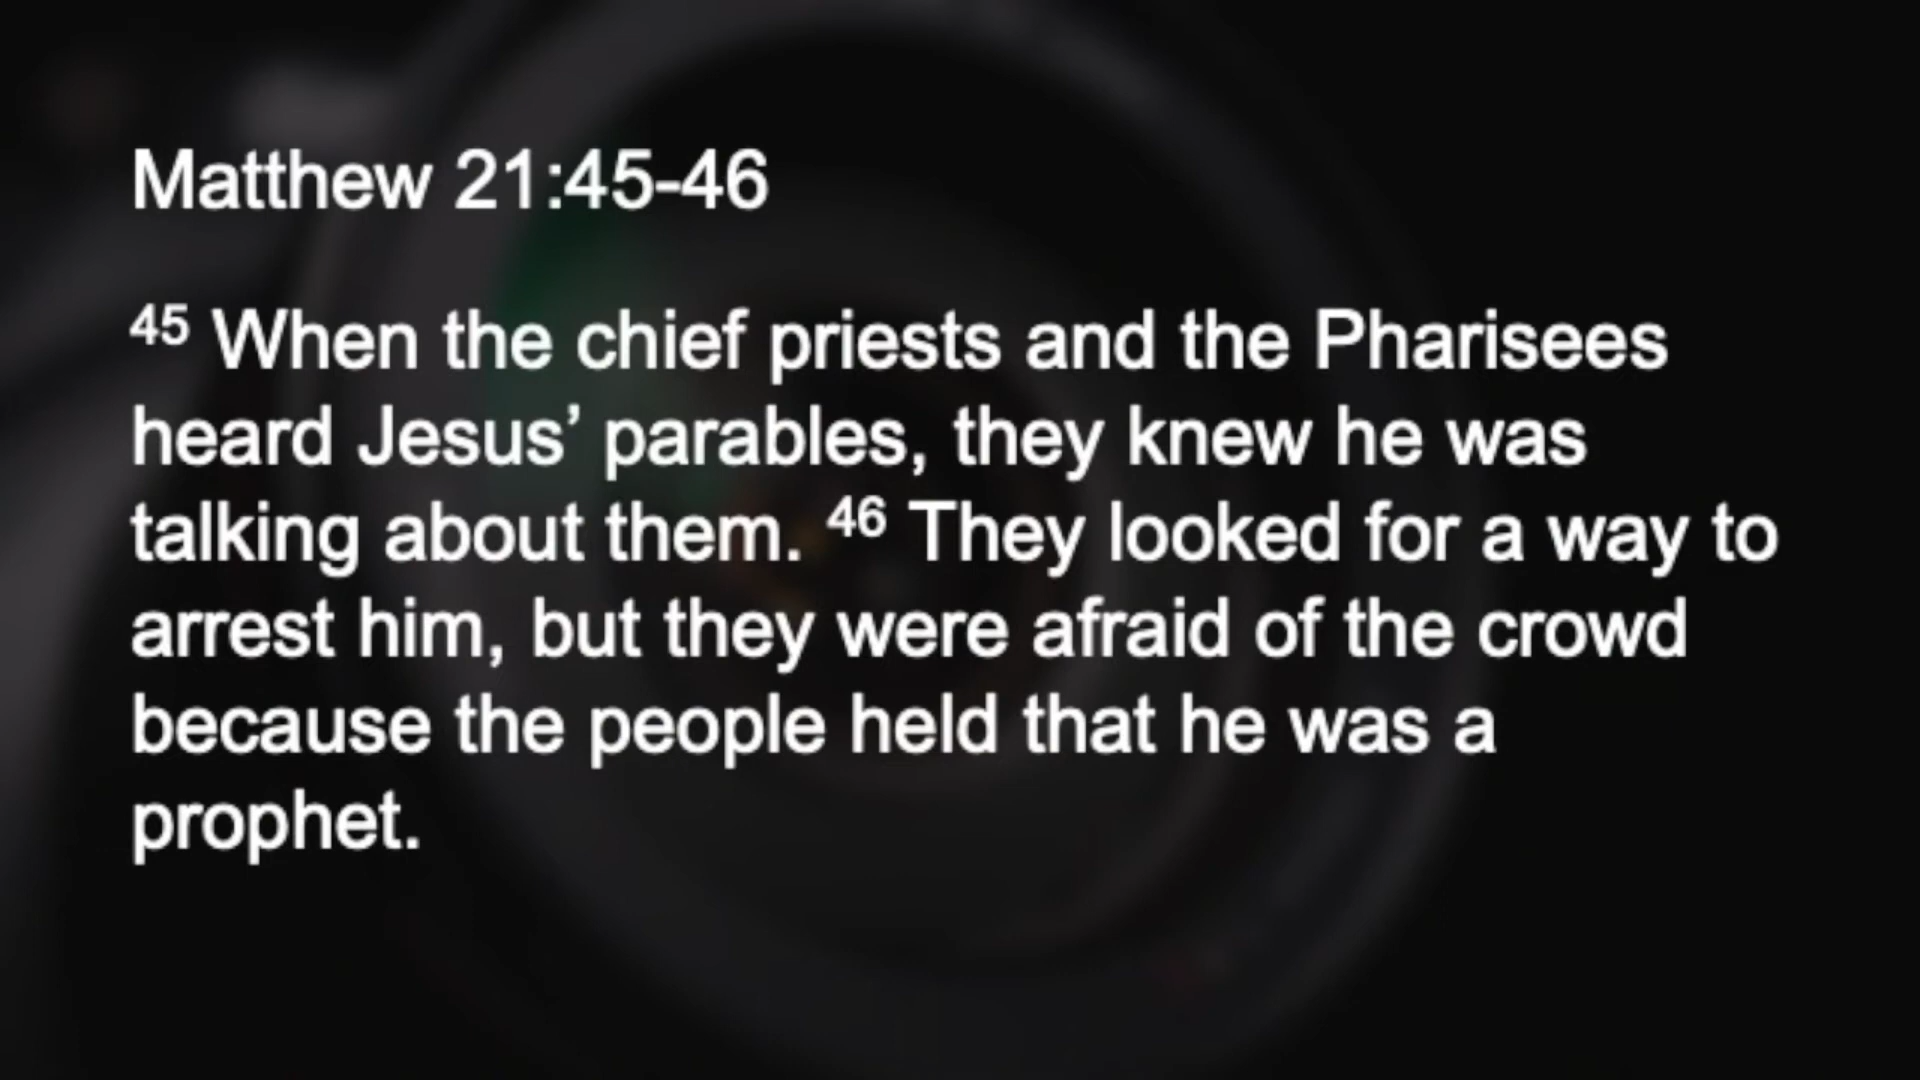 Matthew 21:45-46
45 When the chief priests and the Pharisees
heard Jesus’ parables, they knew he was
talking about them. 46 They looked for a way to
arrest him, but they were afraid of the crowd
because the people held that he was a
prophet.